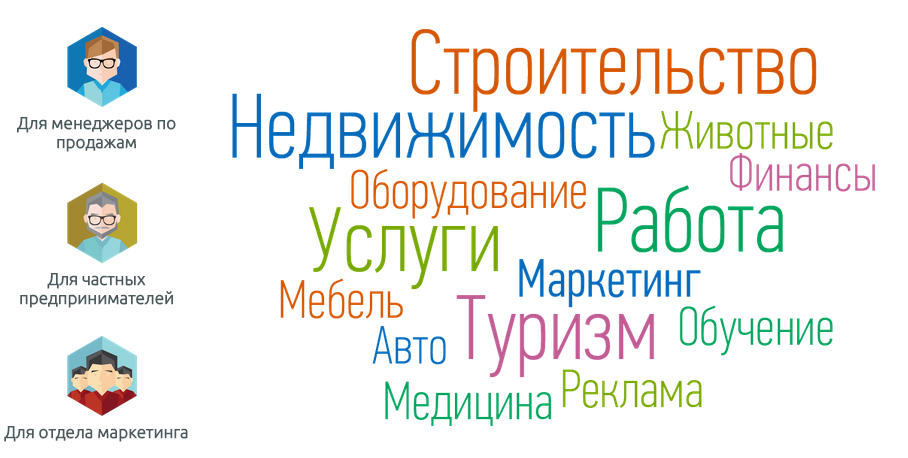 Для менеджеров по
продажам
Для частных
предпринимателей
Для отдела маркетинга
Строительство
Недвижимость
Животные
Финансы
Оборудование
Работа
Услуги
Маркетинг
Мебель
Туризм
Обучение
Авто
Реклама
Медицина